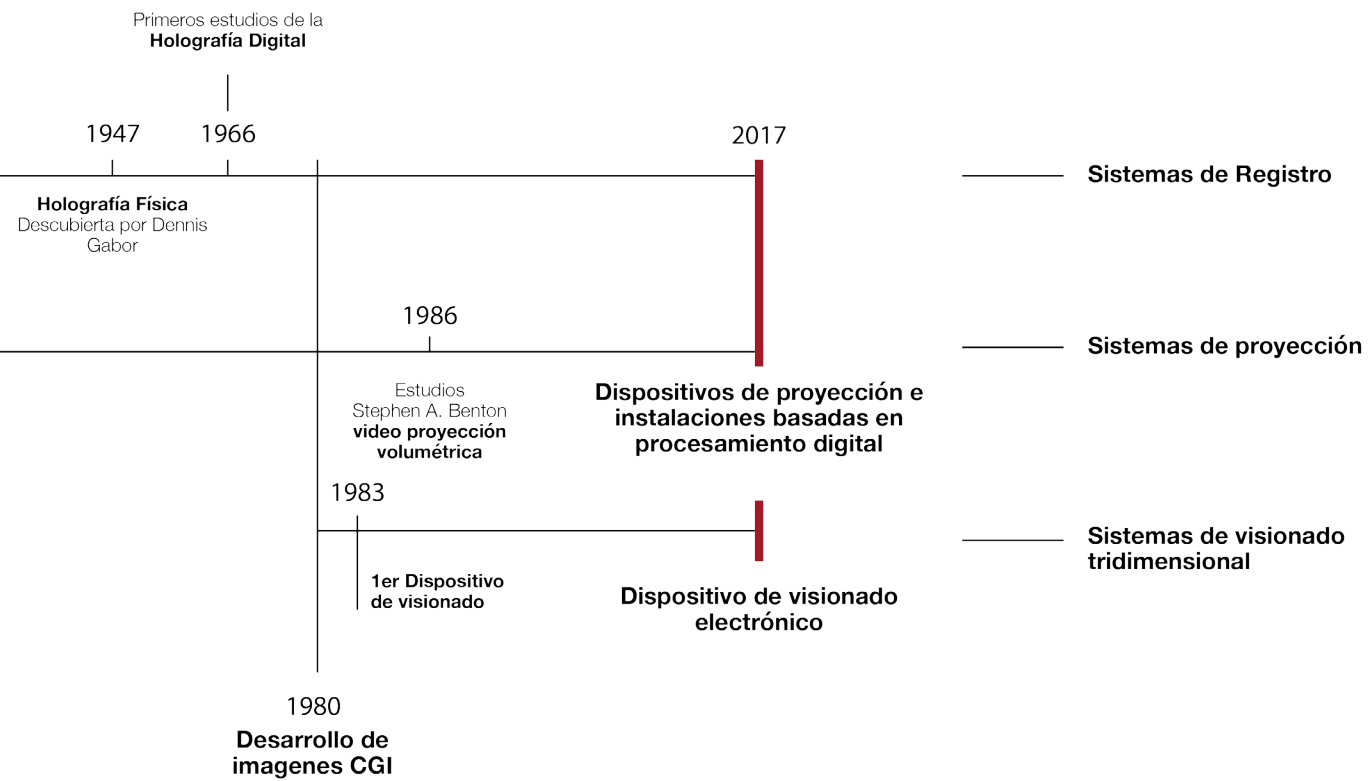 Primeros estudios de la
Holografía Digital
1947
1966
2017
Sistemas de Registro
Holografía Física
Descubierta por Dennis
Gabor
1986
Sistemas de proyección
Estudios
Stephen A. Benton
video proyección
volumétrica
Dispositivos de proyección e
instalaciones basadas en
procesamiento digital
1983
Sistemas de visionado
tridimensional
1er Dispositivo
de visionado
Dispositivo de visionado
electrónico
1980
Desarrollo de
imagenes CGI